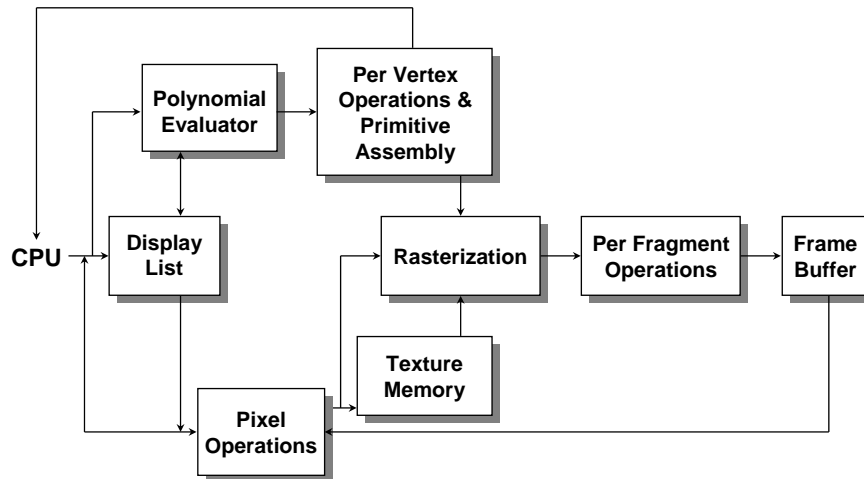 Per Vertex
Operations &
Primitive
Assembly
Polynomial
Evaluator
CPU
Display
List
Rasterization
Per Fragment
Operations
Frame
Buffer
Texture
Memory
Pixel
Operations